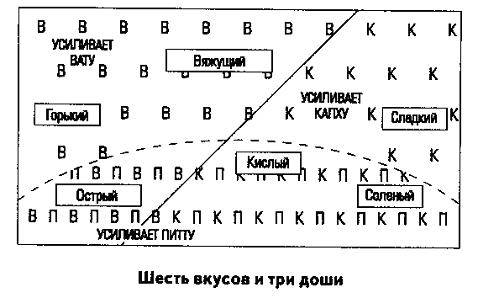 В В В В В В В В К К К
УСИЛИВАЕТ
ВАТУ
Вяжущий
В В В К К К К
УСИЛИВАЕТ
КАПХУ
Горький
В В В В К К К
Сладкий
К
В В
Кислый
К К
П В П В П В К П К П К П К П К П К
Острый
Соленый
В П В П В П В К П К П К П К П К П К П К П
УСИЛИВАЕТ ПИТТУ
Шесть вкусов и три доши